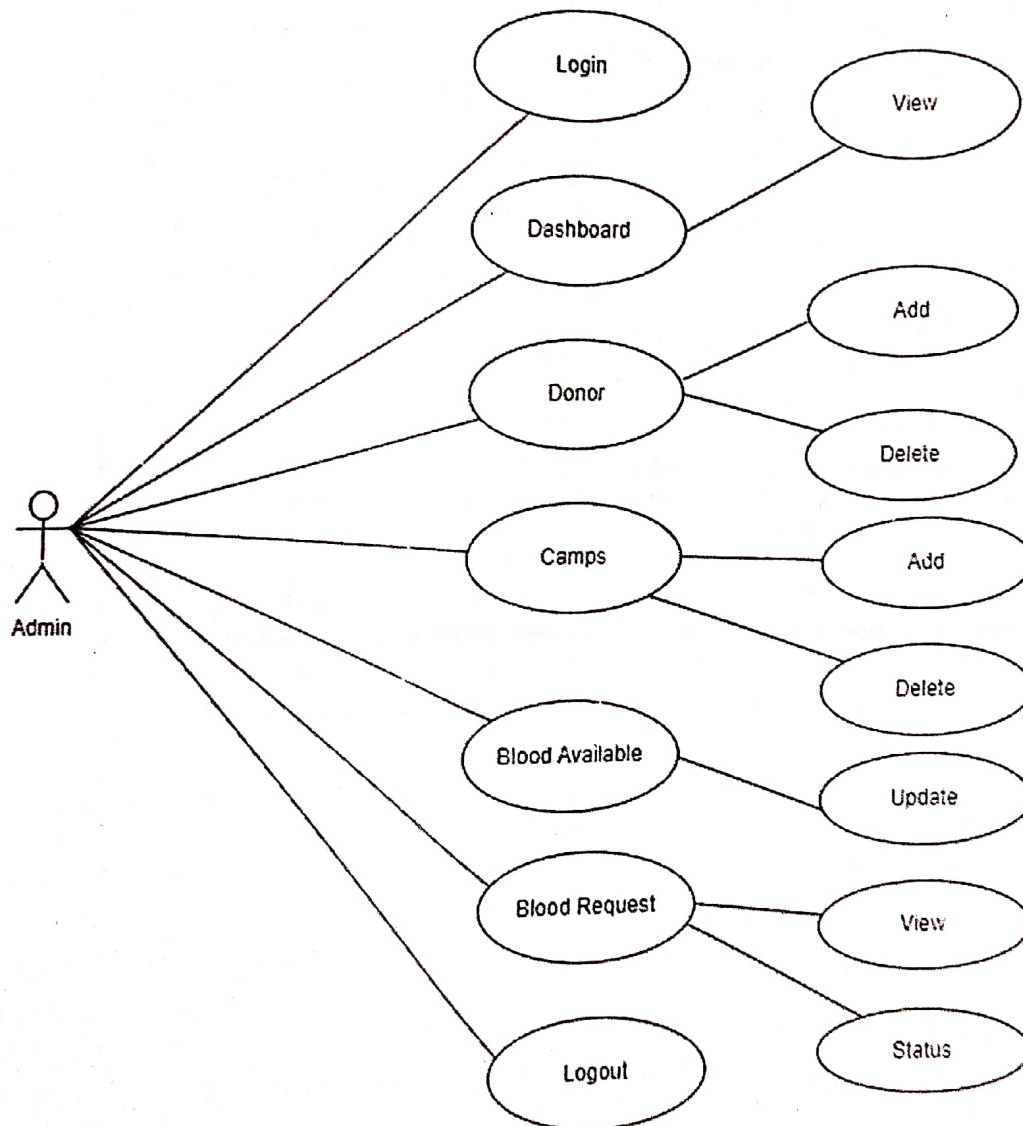 Login
View
Dashboard
Add
Donor
Delete
Camps
Add
Admin
Delete
Blood Available
Update
Blood Request
View
Status
Logout